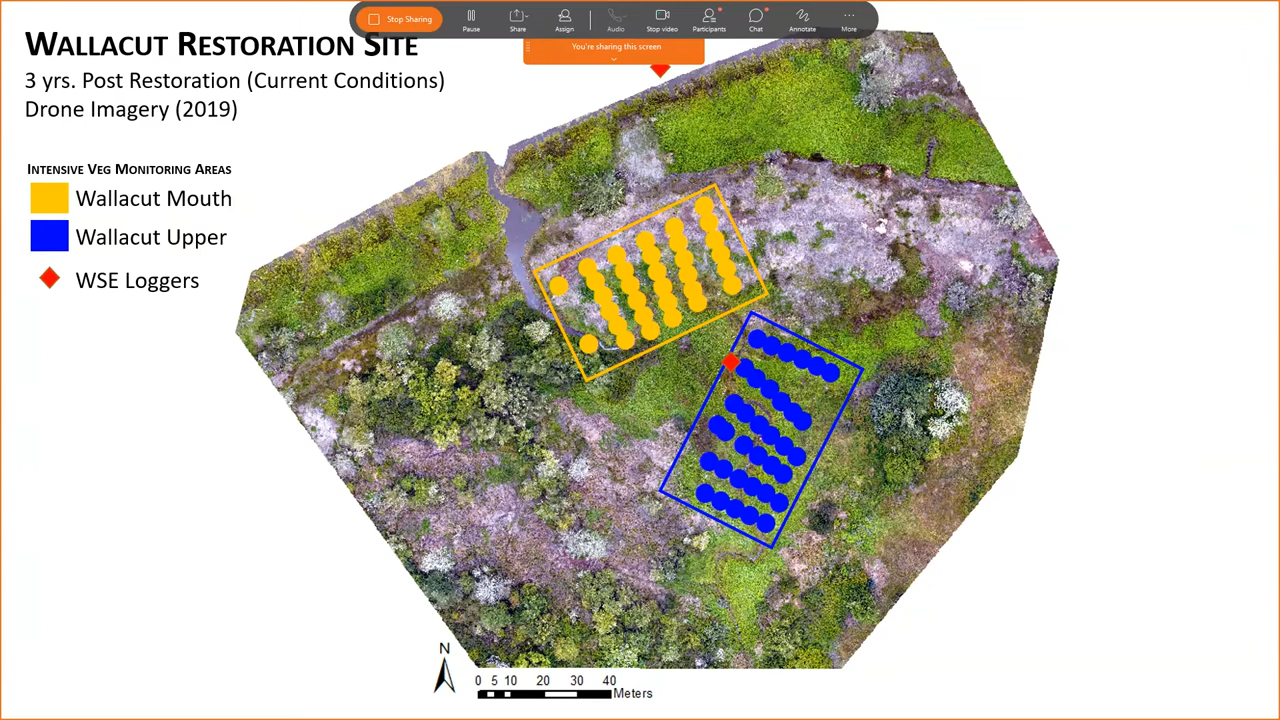 Stop Sharing
Pause
Share
Assign
Audio
Stop video
Participants
Chat
Annotate
More
You're sharing this screen
WALLACUT RESTORATION SITE
3 yrs. Post Restoration (Current Conditions)
Drone Imagery (2019)
INTENSIVE VEG MONITORING AREAS
Wallacut Mouth
Wallacut Upper
WSE Loggers
N
0 5 10 20 30 40
Meters